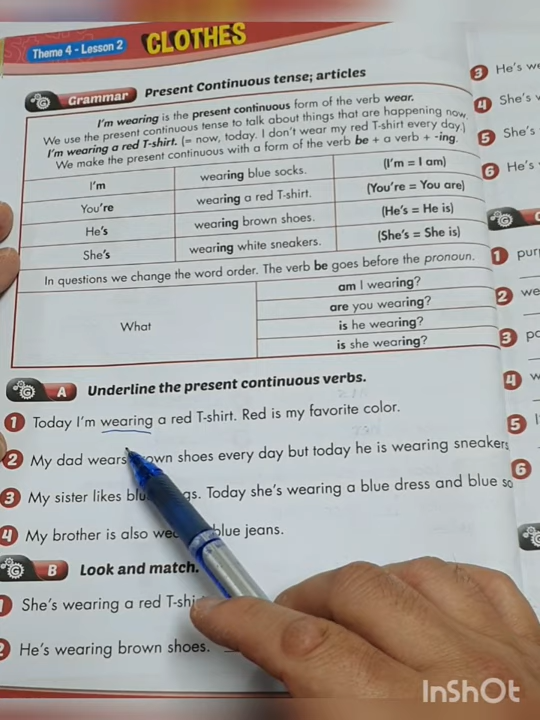 Theme 4 - Lesson 2
CLOTHES
Grammar
Present Continuous tense; articles
I'm wearing is the present continuous form of the verb wear.
We use the present continuous tense to talk about things that are happening now.
I'm wearing a red T-shirt. (= now, today. I don't wear my red T-shirt every day)
We make the present continuous with a form of the verb be + a verb + -ing.
I'm wearing blue socks. (I'm = I am)
You're wearing a red T-shirt. (You're = You are)
He's wearing brown shoes. (He's = He is)
She's wearing white sneakers. (She's = She is)
In questions we change the word order. The verb be goes before the pronoun.
What
am I wearing?
are you wearing?
is he wearing?
is she wearing?
A Underline the present continuous verbs.
1 Today I'm wearing a red T-shirt. Red is my favorite color.
2 My dad wears shoes every day but today he is wearing sneakers
3 My sister likes Today she's wearing a blue dress and blue so
4 My brother is also blue jeans.
B Look and match.
1 She's wearing a red
2 He's wearing brown shoes.
3 He's we
4 She's
5 She's
6 He's
1
2 we
3
4
5
6
InShOt